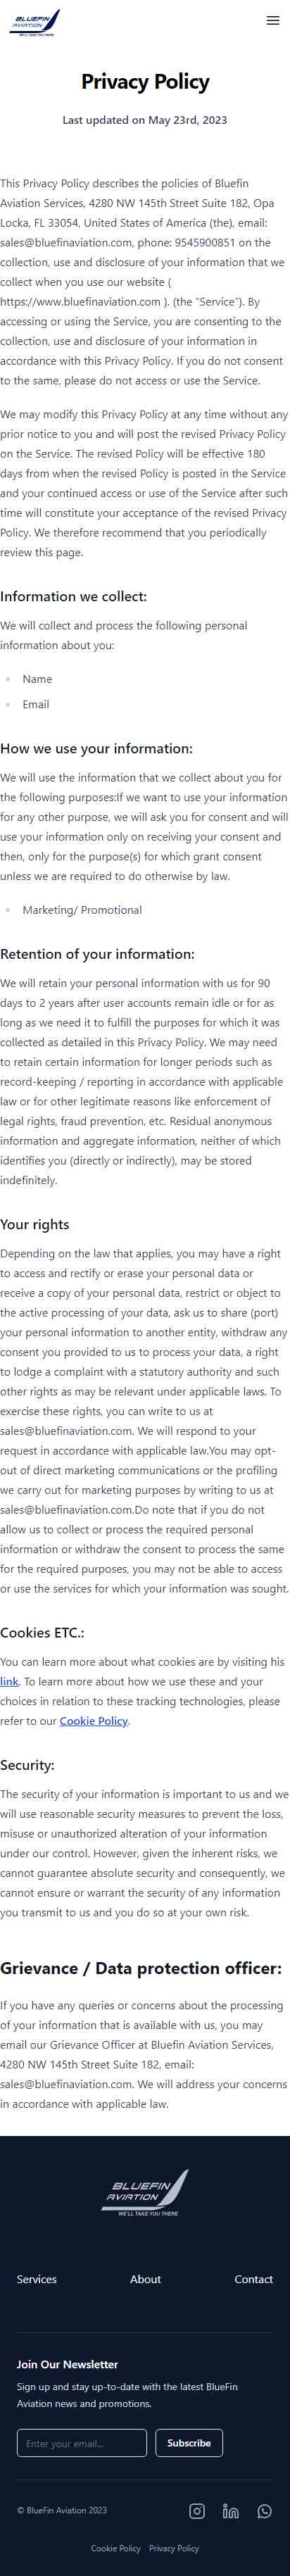 BLUEFIN
AVIATION
WE'LL TAKE YOU THERE
Privacy Policy
Last updated on May 23rd, 2023
This Privacy Policy describes the policies of Bluefin
Aviation Services, 4280 NW 145th Street Suite 182, Opa
Locka, FL 33054, United States of America (the), email:
sales@bluefinaviation.com, phone: 9545900851 on the
collection, use and disclosure of your information that we
collect when you use our website (
https://www.bluefinaviation.com ). (the “Service”). By
accessing or using the Service, you are consenting to the
collection, use and disclosure of your information in
accordance with this Privacy Policy. If you do not consent
to the same, please do not access or use the Service.
We may modify this Privacy Policy at any time without any
prior notice to you and will post the revised Privacy Policy
on the Service. The revised Policy will be effective 180
days from when the revised Policy is posted in the Service
and your continued access or use of the Service after such
time will constitute your acceptance of the revised Privacy
Policy. We therefore recommend that you periodically
review this page.
Information we collect:
We will collect and process the following personal
information about you:
Name
Email
How we use your information:
We will use the information that we collect about you for
the following purposes:If we want to use your information
for any other purpose, we will ask you for consent and will
use your information only on receiving your consent and
then, only for the purpose(s) for which grant consent
unless we are required to do otherwise by law.
Marketing/ Promotional
Retention of your information:
We will retain your personal information with us for 90
days to 2 years after user accounts remain idle or for as
long as we need it to fulfill the purposes for which it was
collected as detailed in this Privacy Policy. We may need
to retain certain information for longer periods such as
record-keeping / reporting in accordance with applicable
law or for other legitimate reasons like enforcement of
legal rights, fraud prevention, etc. Residual anonymous
information and aggregate information, neither of which
identifies you (directly or indirectly), may be stored
indefinitely.
Your rights
Depending on the law that applies, you may have a right
to access and rectify or erase your personal data or
receive a copy of your personal data, restrict or object to
the active processing of your data, ask us to share (port)
your personal information to another entity, withdraw any
consent you provided to us to process your data, a right
to lodge a complaint with a statutory authority and such
other rights as may be relevant under applicable laws. To
exercise these rights, you can write to us at
sales@bluefinaviation.com. We will respond to your
request in accordance with applicable law.You may opt-
out of direct marketing communications or the profiling
we carry out for marketing purposes by writing to us at
sales@bluefinaviation.com.Do note that if you do not
allow us to collect or process the required personal
information or withdraw the consent to process the same
for the required purposes, you may not be able to access
or use the services for which your information was sought.
Cookies ETC.:
You can learn more about what cookies are by visiting his
link. To learn more about how we use these and your
choices in relation to these tracking technologies, please
refer to our Cookie Policy.
Security:
The security of your information is important to us and we
will use reasonable security measures to prevent the loss,
misuse or unauthorized alteration of your information
under our control. However, given the inherent risks, we
cannot guarantee absolute security and consequently, we
cannot ensure or warrant the security of any information
you transmit to us and you do so at your own risk.
Grievance / Data protection officer:
If you have any queries or concerns about the processing
of your information that is available with us, you may
email our Grievance Officer at Bluefin Aviation Services,
4280 NW 145th Street Suite 182, email:
sales@bluefinaviation.com. We will address your concerns
in accordance with applicable law.
BLUEFIN
AVIATION
WE'LL TAKE YOU THERE
Services About Contact
Join Our Newsletter
Sign up and stay up-to-date with the latest BlueFin
Aviation news and promotions.
Enter your email... Subscribe
© BlueFin Aviation 2023
Cookie Policy Privacy Policy